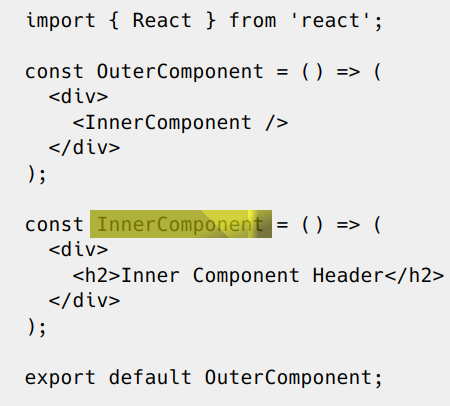 import { React } from 'react';
const OuterComponent = () => (
<div>
<InnerComponent />
</div>
);
const InnerComponent = () => (
<div>
<h2>Inner Component Header</h2>
</div>
);
export default OuterComponent;